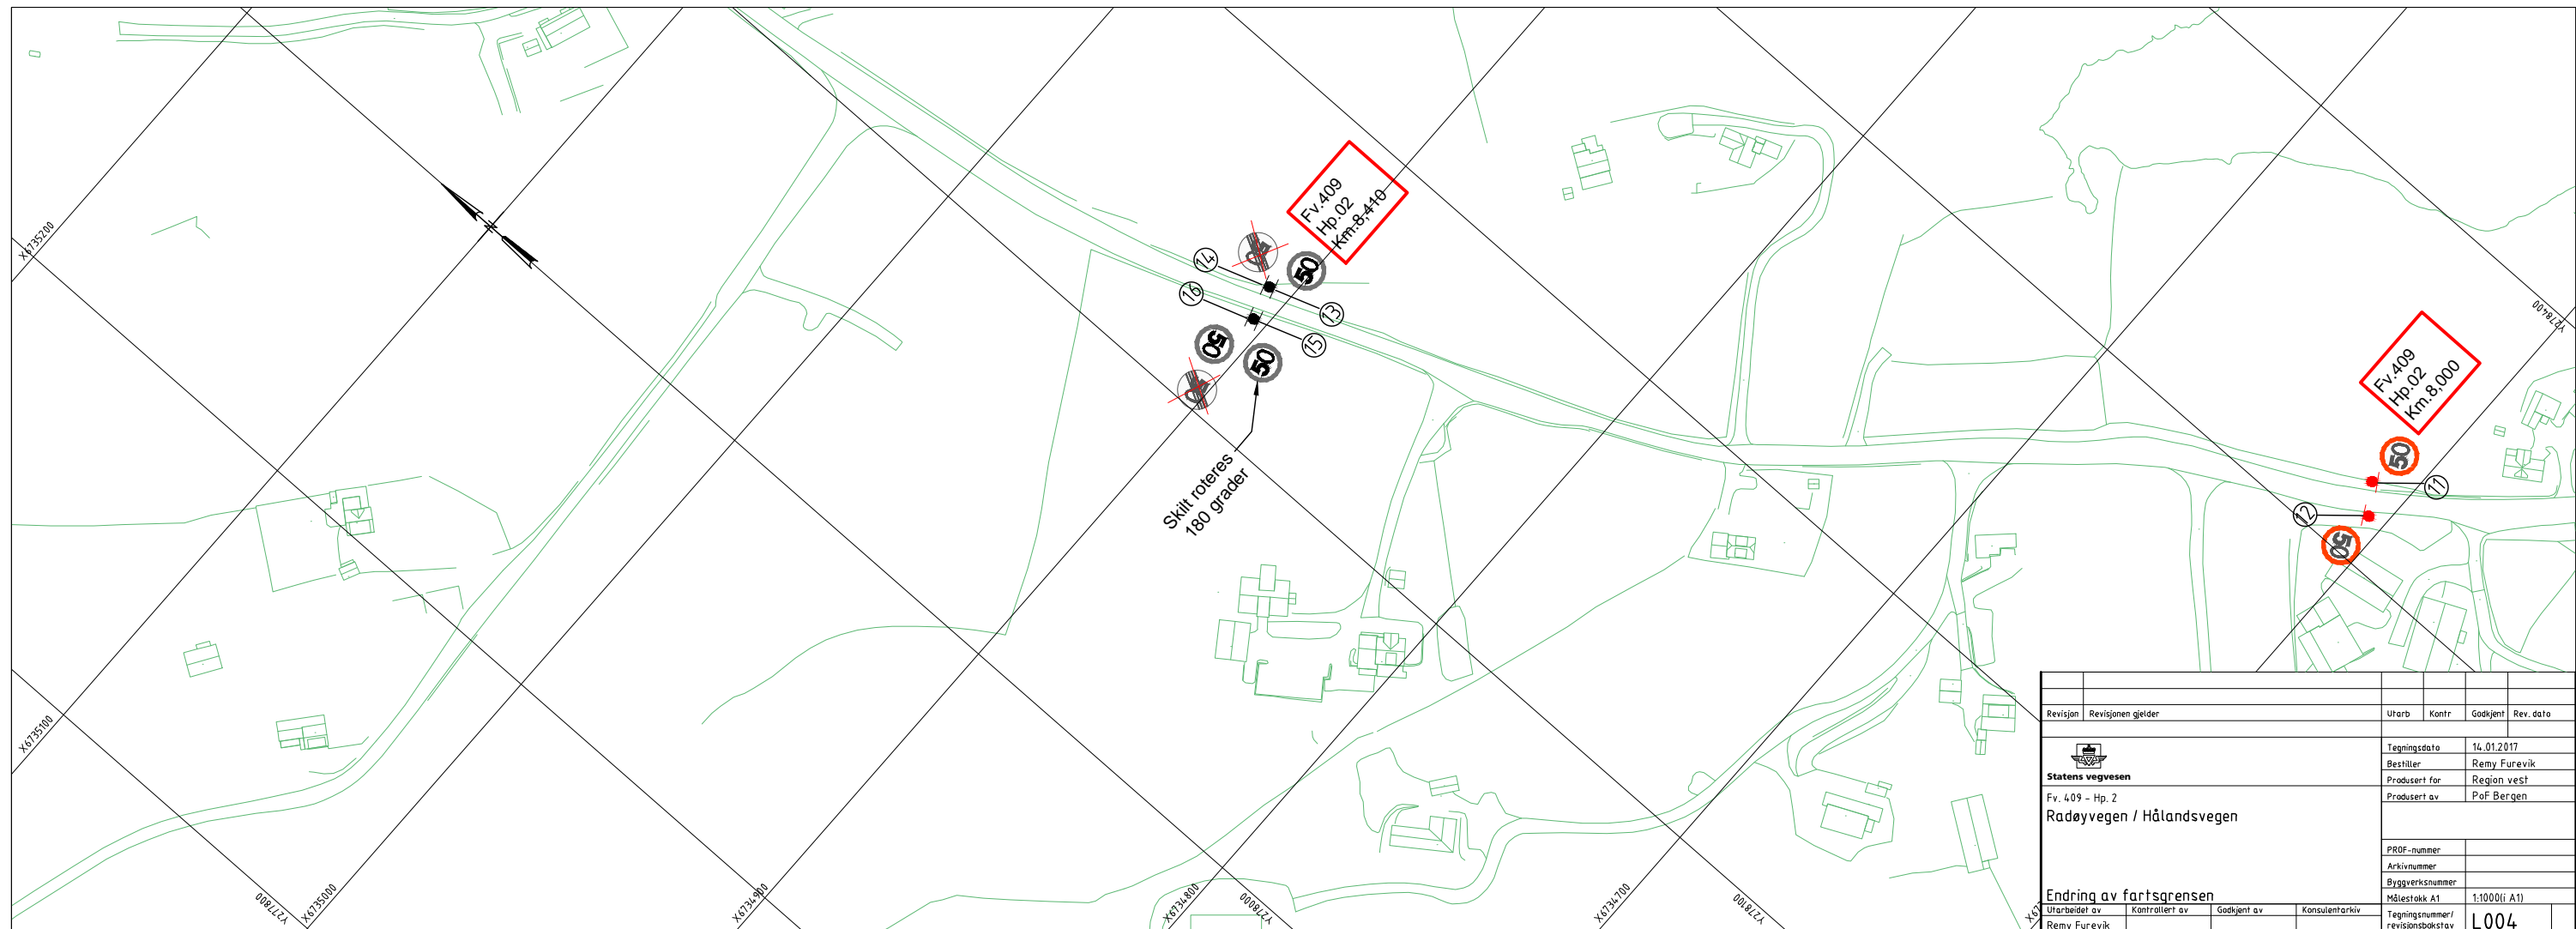 X6735200
X6735100
N
14
16
13
15
50
50
50
Fv.409
Hp.02
Km.8,410
Skilt roteres
180 grader
Y278400
Fv.409
Hp.02
Km.8,000
50
11
12
50
Y277800
X6735000
X6734900
X6734800
Y278000
X6734700
Y278100
Revisjon Revisjonen gjelder Utarb Kontr Godkjent Rev. dato
Statens vegvesen
Fv. 409 - Hp. 2
Radøyvegen / Hålandsvegen
Endring av fartsgrensen
Utarbeidet av Kontrollert av Godkjent av Konsulentarkiv
Remy Furevik
Tegningsdato 14.01.2017
Bestiller Remy Furevik
Produsert for Region vest
Produsert av PoF Bergen
PROF-nummer
Arkivnummer
Byggverksnummer
Målestokk A1 1:1000(i A1)
Tegningsnummer/
revisjonsbokstav L004